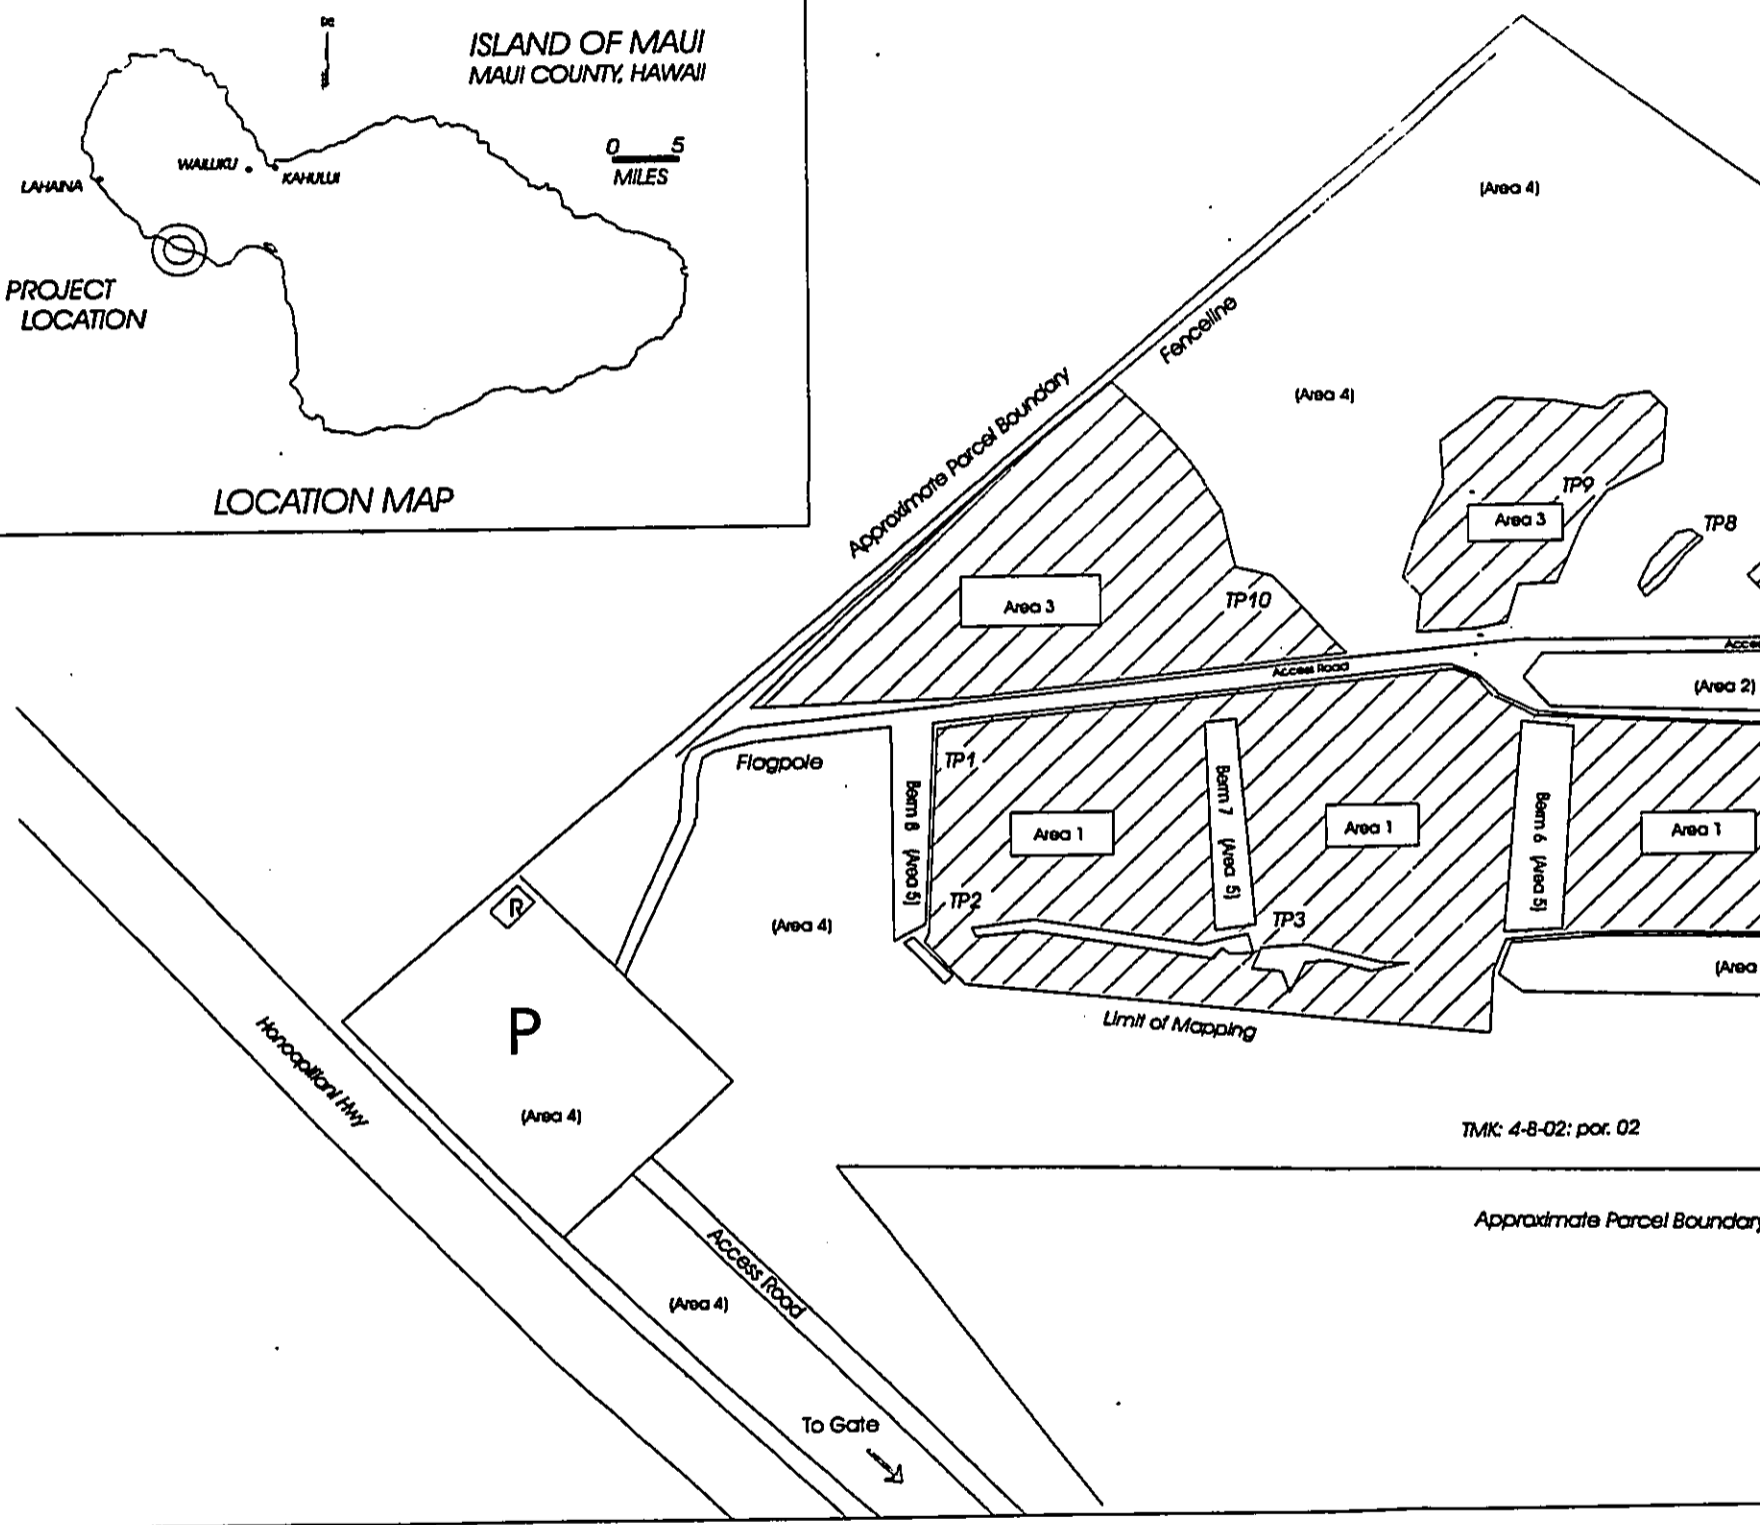 ISLAND OF MAUI
MAUI COUNTY, HAWAII
0 5
MILES
WAILUKU
KAHULUI
LAHAINA
PROJECT
LOCATION
LOCATION MAP
(Area 4)
Fenceline
Approximate Parcel Boundary
(Area 4)
TP9
Area 3
TP8
Area 3
TP10
Access Road
(Area 2)
Flagpole
TP1
Berm 8 (Area 5)
Area 1
Berm 7 (Area 5)
Area 1
Berm 6 (Area 5)
Area 1
TP2
TP3
(Area 4)
(Area
R
P
(Area 4)
Honoapiilani Hwy
Limit of Mapping
TMK: 4-8-02: por. 02
Approximate Parcel Boundary
Access Road
(Area 4)
To Gate